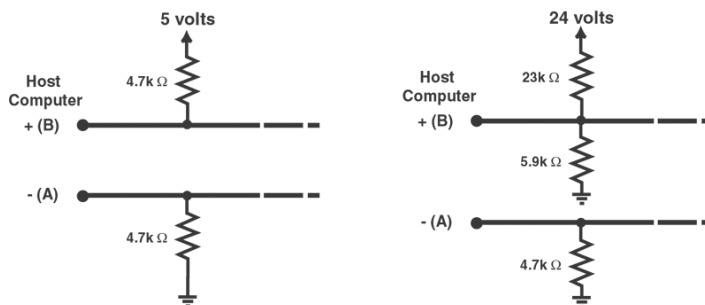 5 volts
4.7k Ω
Host
Computer
+ (B)
- (A)
4.7k Ω
24 volts
23k Ω
Host
Computer
+ (B)
5.9k Ω
- (A)
4.7k Ω